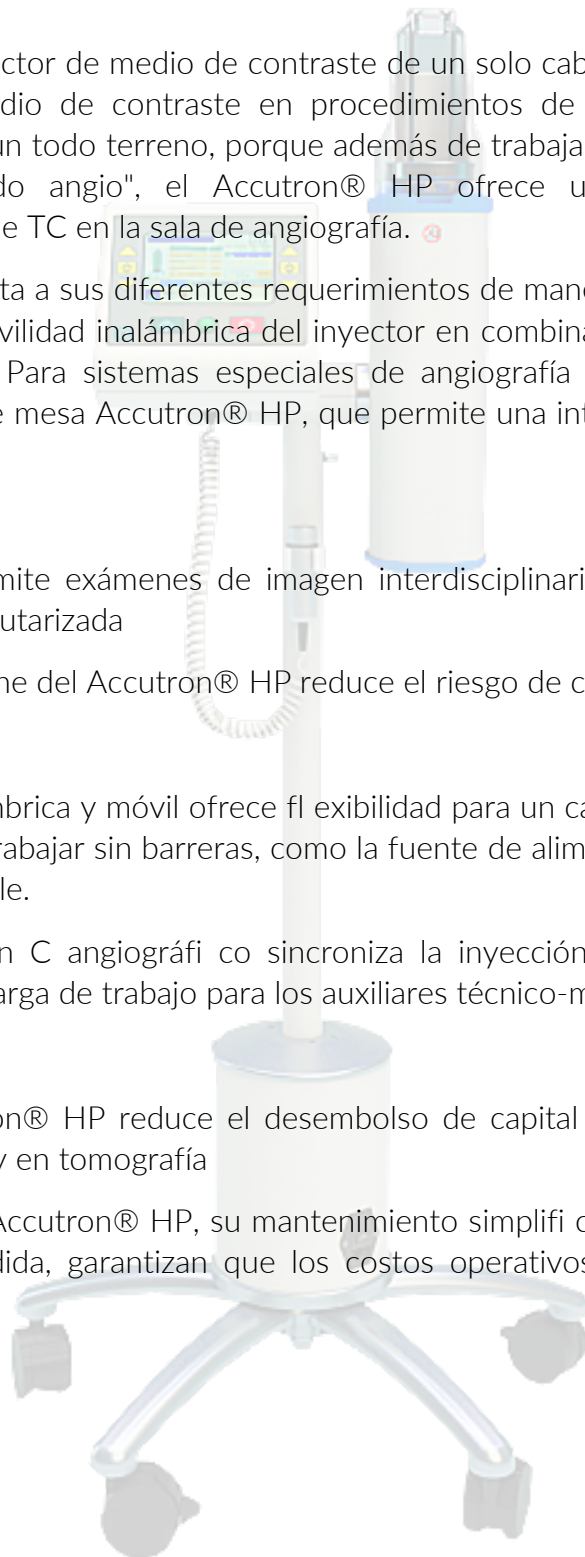 ctor de medio de contraste de un solo cab
dio de contraste en procedimientos de
un todo terreno, porque además de trabaja
do angio", el Accutron® HP ofrece u
e TC en la sala de angiografía.
ta a sus diferentes requerimientos de mane
vilidad inalámbrica del inyector en combina
Para sistemas especiales de angiografía
e mesa Accutron® HP, que permite una int
mite exámenes de imagen interdisciplinari
utarizada
ne del Accutron® HP reduce el riesgo de c
mbrica y móvil ofrece fl exibilidad para un ca
rabajar sin barreras, como la fuente de alim
le.
n C angiográfi co sincroniza la inyección
arga de trabajo para los auxiliares técnico-m
on® HP reduce el desembolso de capital
y en tomografía
Accutron® HP, su mantenimiento simplifi c
dida, garantizan que los costos operativos